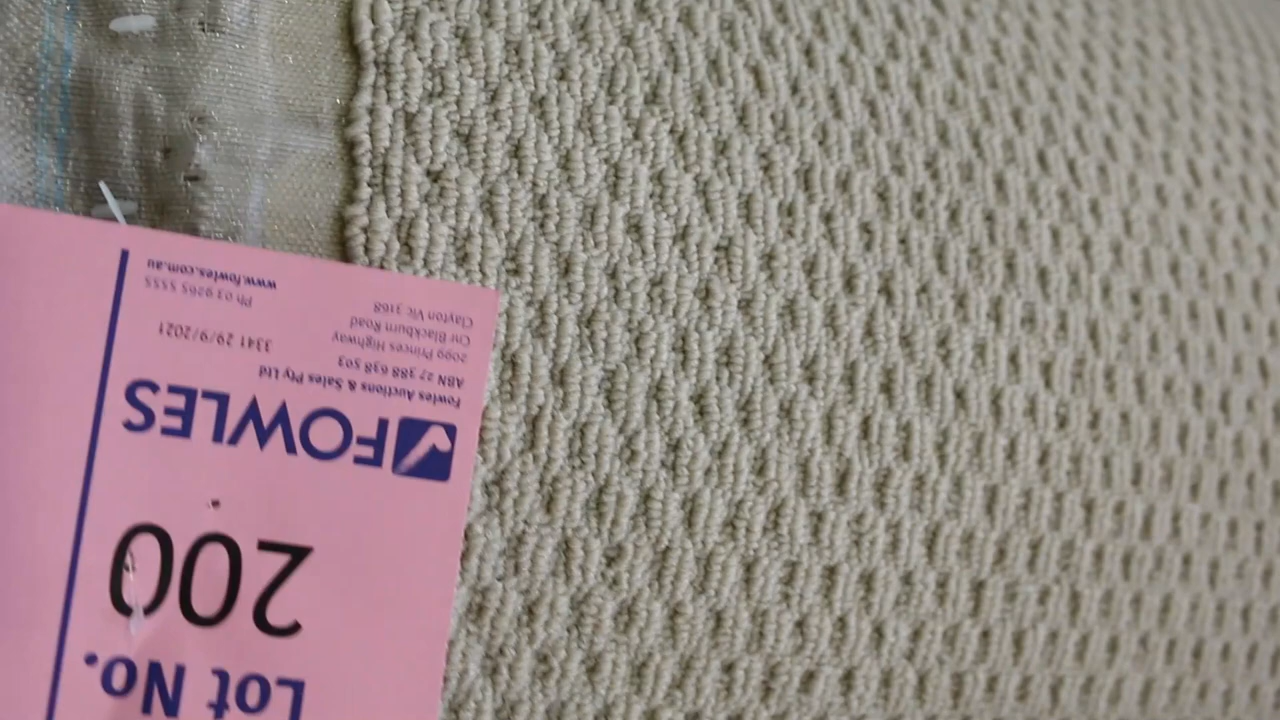 Lot No.
200
FOWLES
Fowles Auctions & Sales Pty Ltd
ABN 27 388 638 503
2099 Princes Highway
Cnr Blackburn Road
Clayton Vic 3168
3341 29/9/2021
Ph 03 9265 5555
www.fowles.com.au